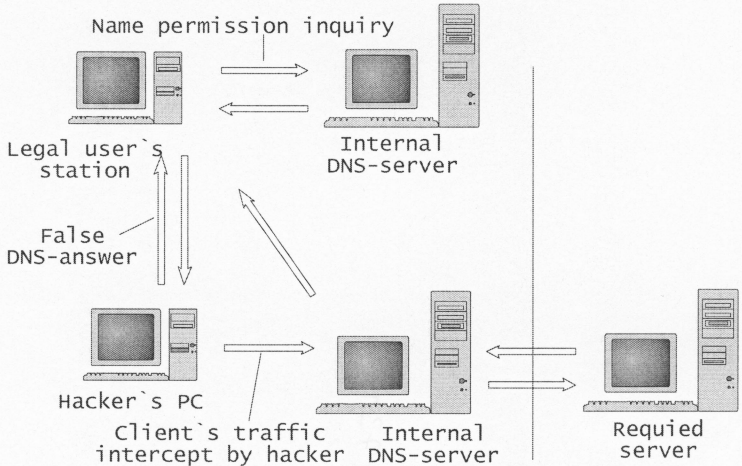 Name permission inquiry
Legal user`s
station
Internal
DNS-server
False
DNS-answer
Hacker`s PC
Client`s traffic
intercept by hacker
Internal
DNS-server
Requied
server